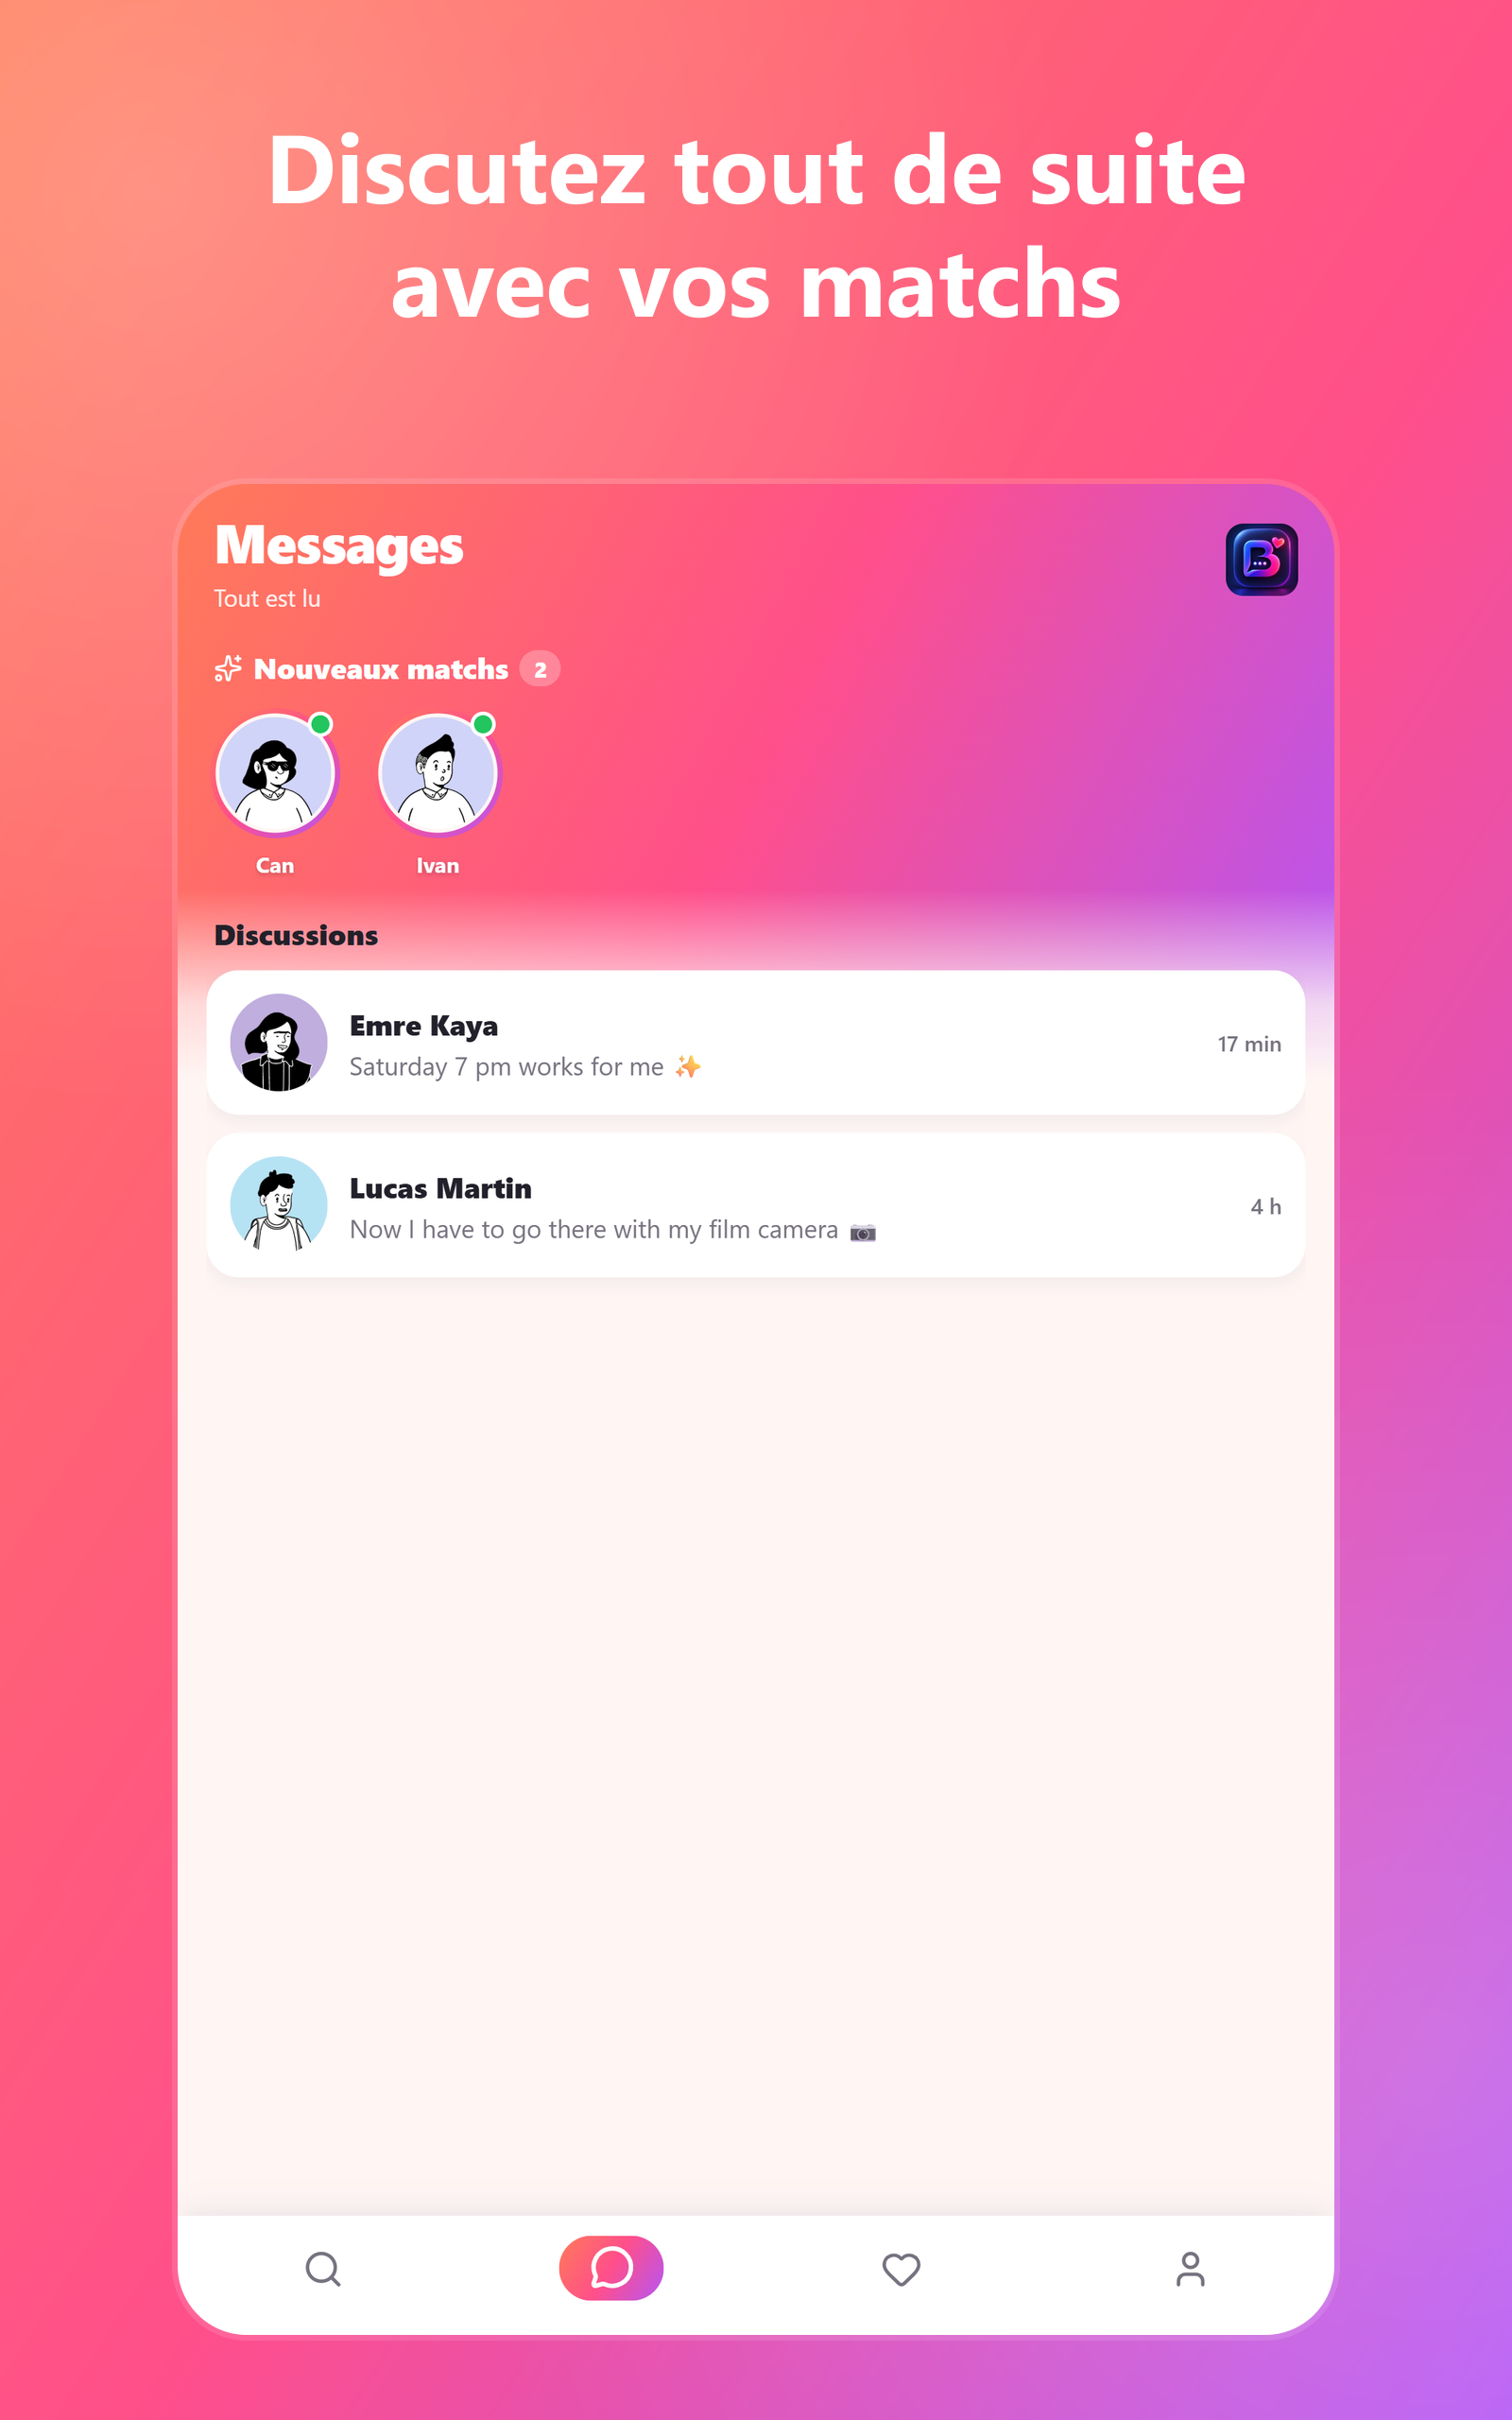 Discutez tout de suite
avec vos matchs
Messages
Tout est lu
Nouveaux matchs 2
Can Ivan
Discussions
Emre Kaya
Saturday 7 pm works for me ✨
17 min
Lucas Martin
Now I have to go there with my film camera 📷
4 h